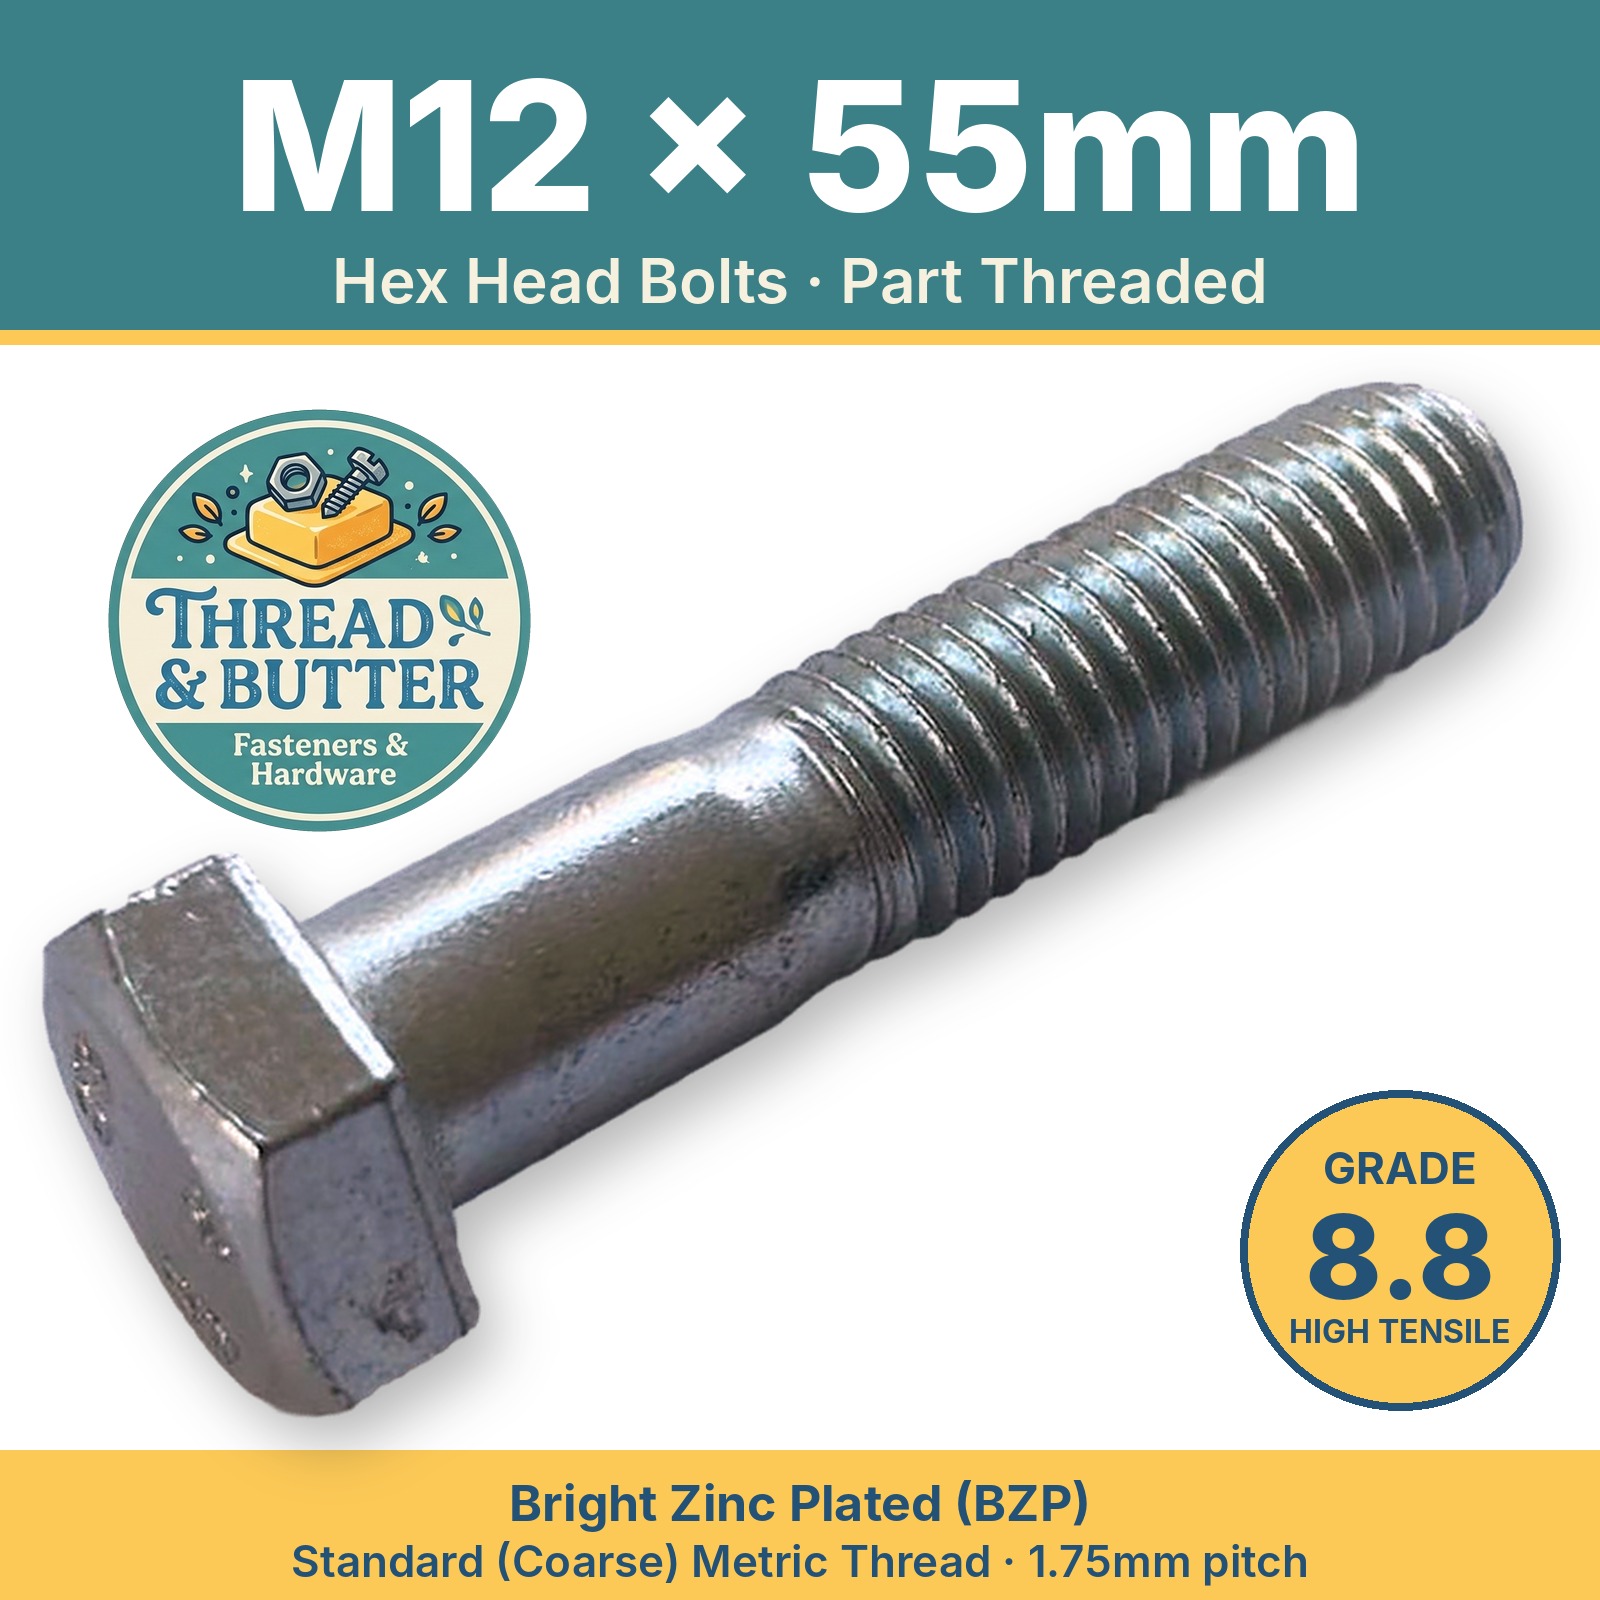 M12 × 55mm
Hex Head Bolts · Part Threaded
THREAD
& BUTTER
Fasteners &
Hardware
GRADE
8.8
HIGH TENSILE
Bright Zinc Plated (BZP)
Standard (Coarse) Metric Thread · 1.75mm pitch